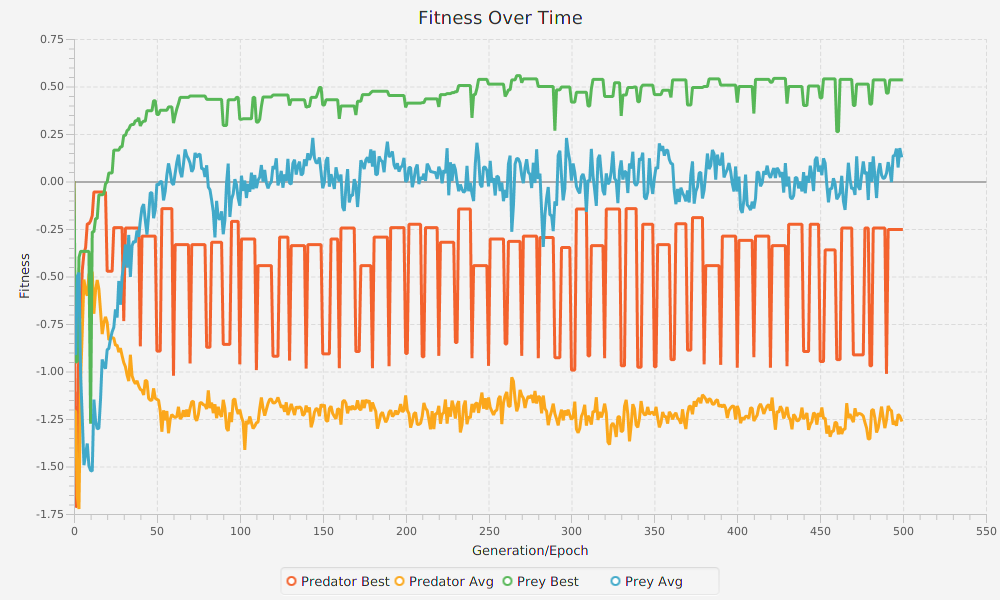 Fitness Over Time
0.75
0.50
0.25
0.00
-0.25
-0.50
-0.75
-1.00
-1.25
-1.50
-1.75
Fitness
0 50 100 150 200 250 300 350 400 450 500 550
Generation/Epoch
Predator Best Predator Avg Prey Best Prey Avg